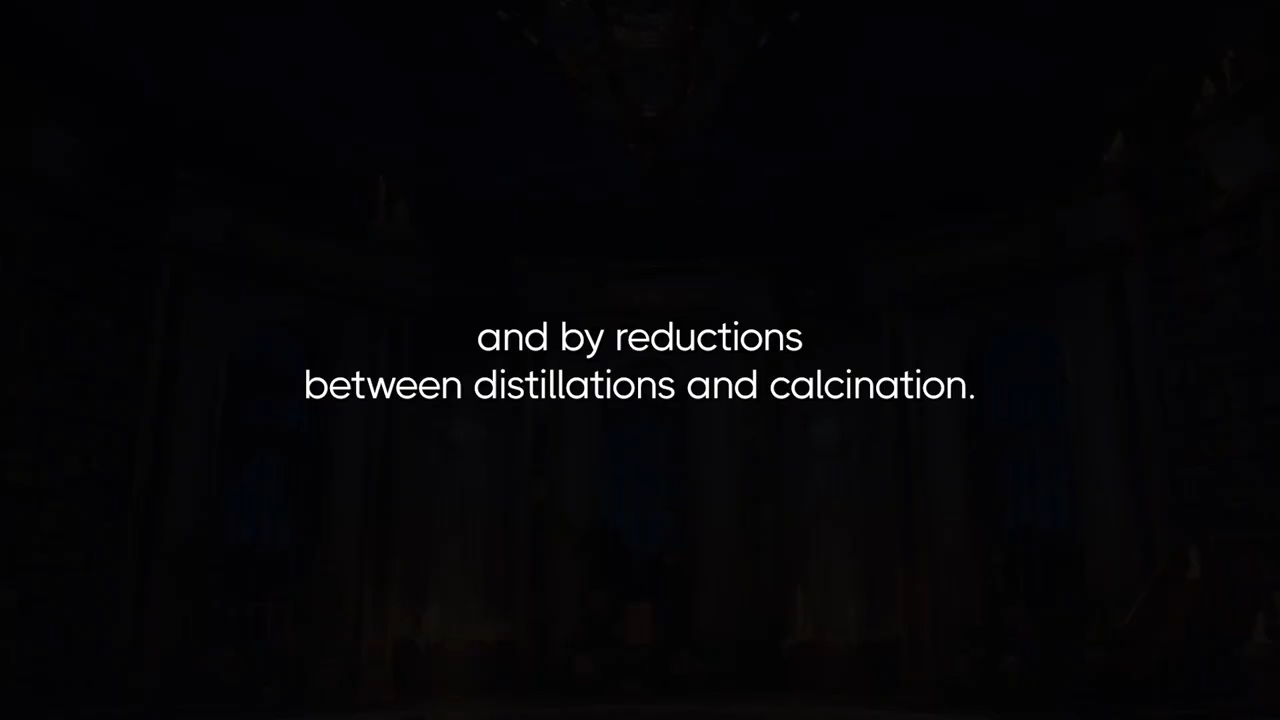 and by reductions
between distillations and calcination.